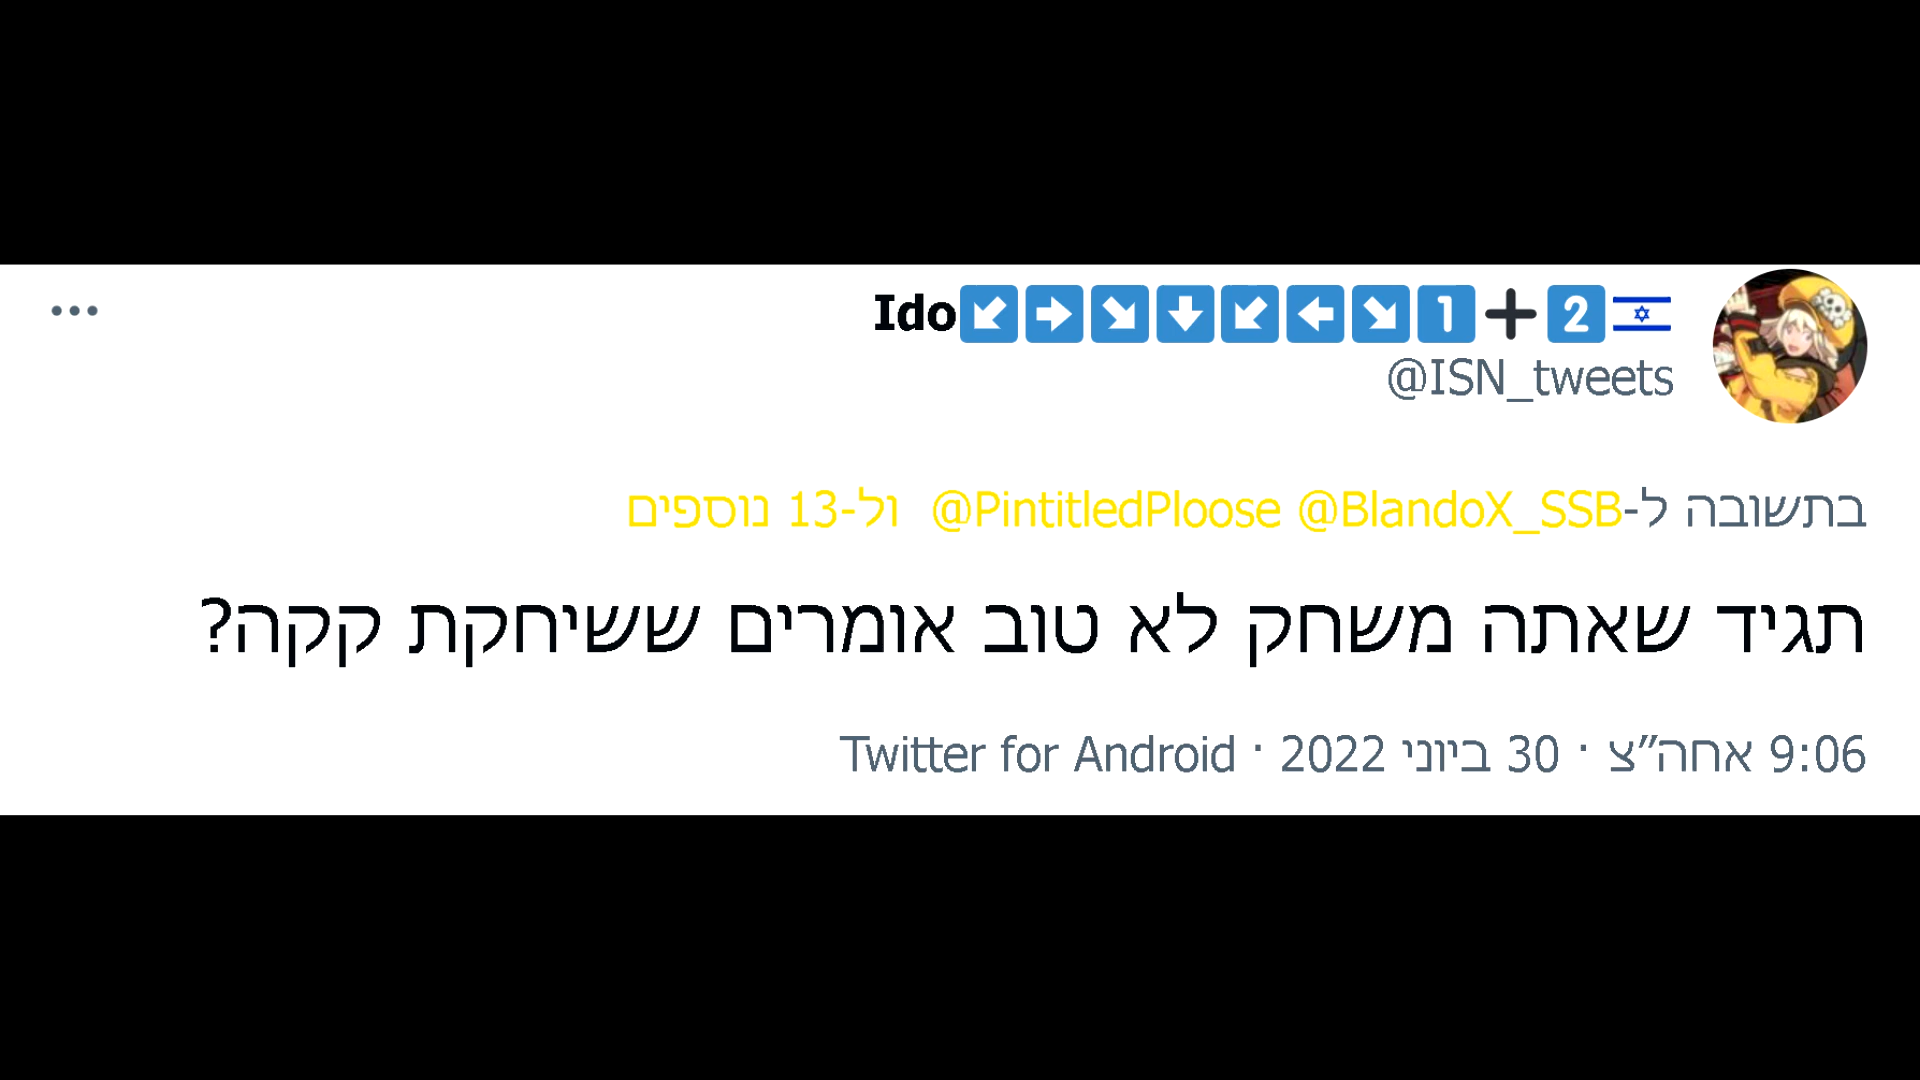 Ido↙️➡️↘️⬇️↙️⬅️↘️1️⃣➕2️⃣🇮🇱
@ISN_tweets
בתשובה ל-@BlandoX_SSB @PintitledPloose ול-13 נוספים
תגיד שאתה משחק לא טוב אומרים ששיחקת קקה?
9:06 אחה״צ · 30 ביוני 2022 · Twitter for Android